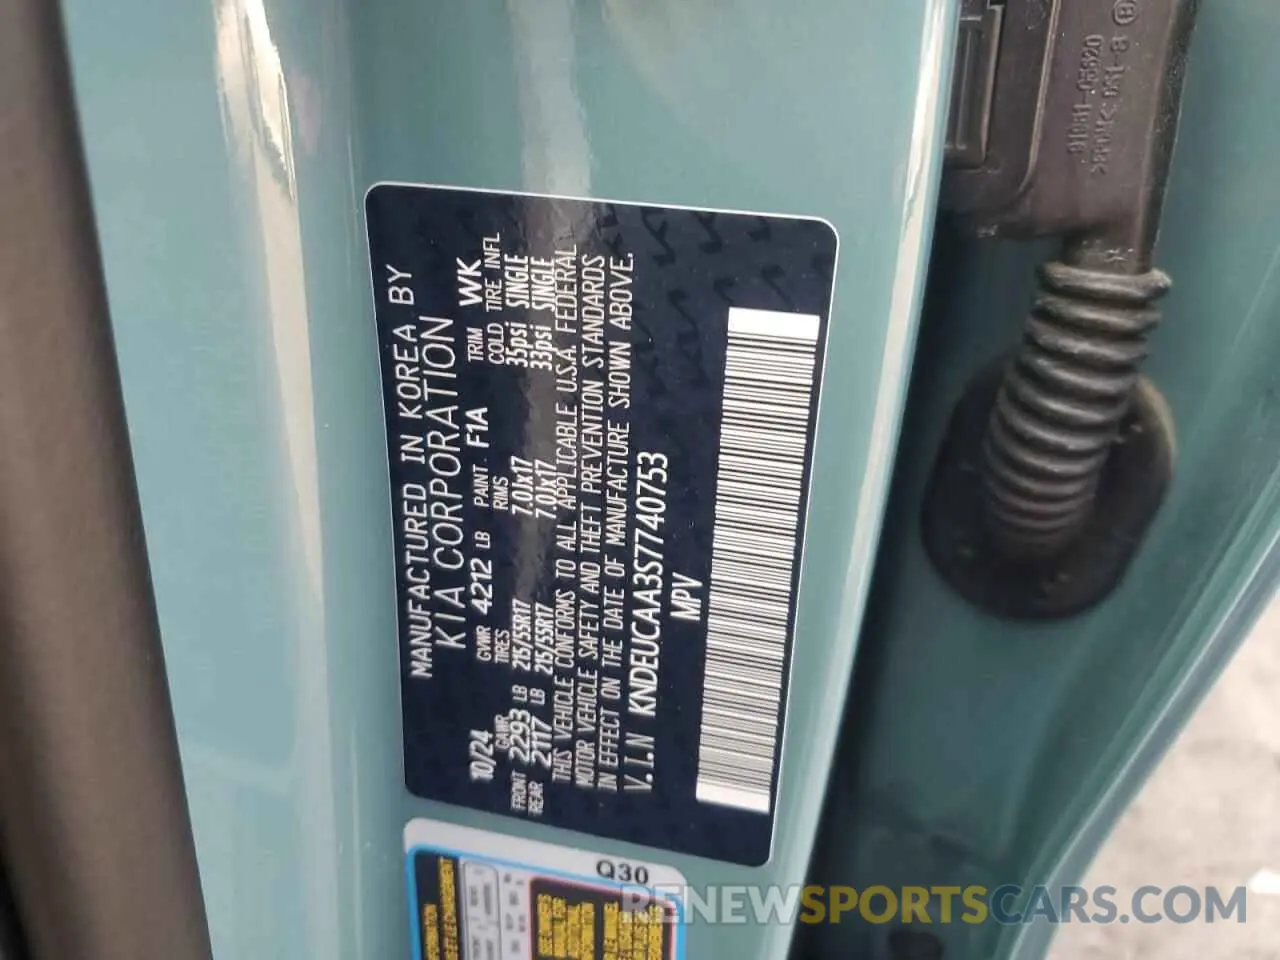 MANUFACTURED IN KOREA BY
KIA CORPORATION
10/24 GVWR 4212 LB PAINT F1A TRIM WK
GAWR TIRES RIMS COLD TIRE INFL
FRONT 2293 LB 215/55R17 7.0Jx17 35psi SINGLE
REAR 2117 LB 215/55R17 7.0Jx17 33psi SINGLE
THIS VEHICLE CONFORMS TO ALL APPLICABLE U.S.A. FEDERAL
MOTOR VEHICLE SAFETY AND THEFT PREVENTION STANDARDS
IN EFFECT ON THE DATE OF MANUFACTURE SHOWN ABOVE.
V.I.N KNDEUCAA3S7740753
MPV
Q30
91981-Q5620
RENEWSPORTSCARS.COM